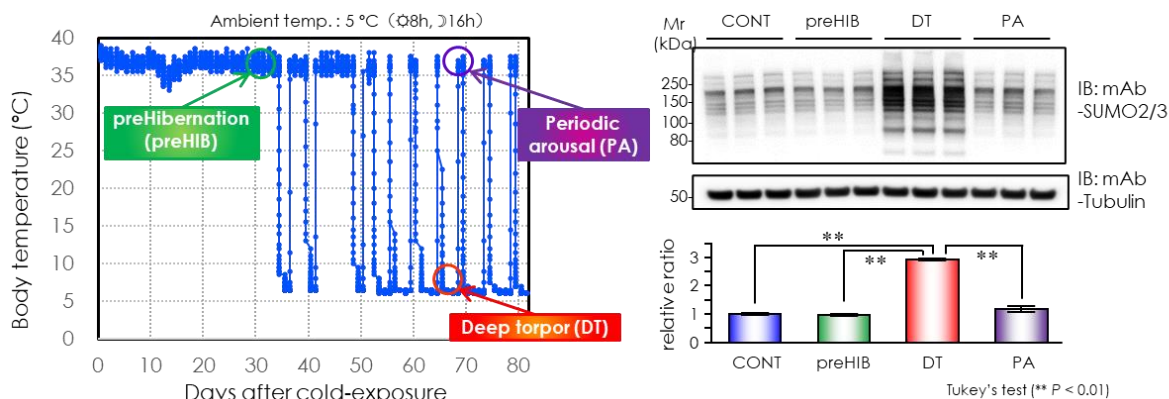 Ambient temp. : 5 °C (☼8h, ☽16h)
Body temperature (°C)
40
35
30
25
20
15
10
5
0
preHibernation
(preHIB)
Periodic
arousal (PA)
Deep torpor (DT)
0 10 20 30 40 50 60 70 80
Days after cold-exposure
Mr
(kDa)
CONT preHIB DT PA
250
150
100
80
IB: mAb
-SUMO2/3
50
IB: mAb
-Tubulin
relative ratio
3
2
1
0
**
** **
CONT preHIB DT PA
Tukey's test (** P < 0.01)